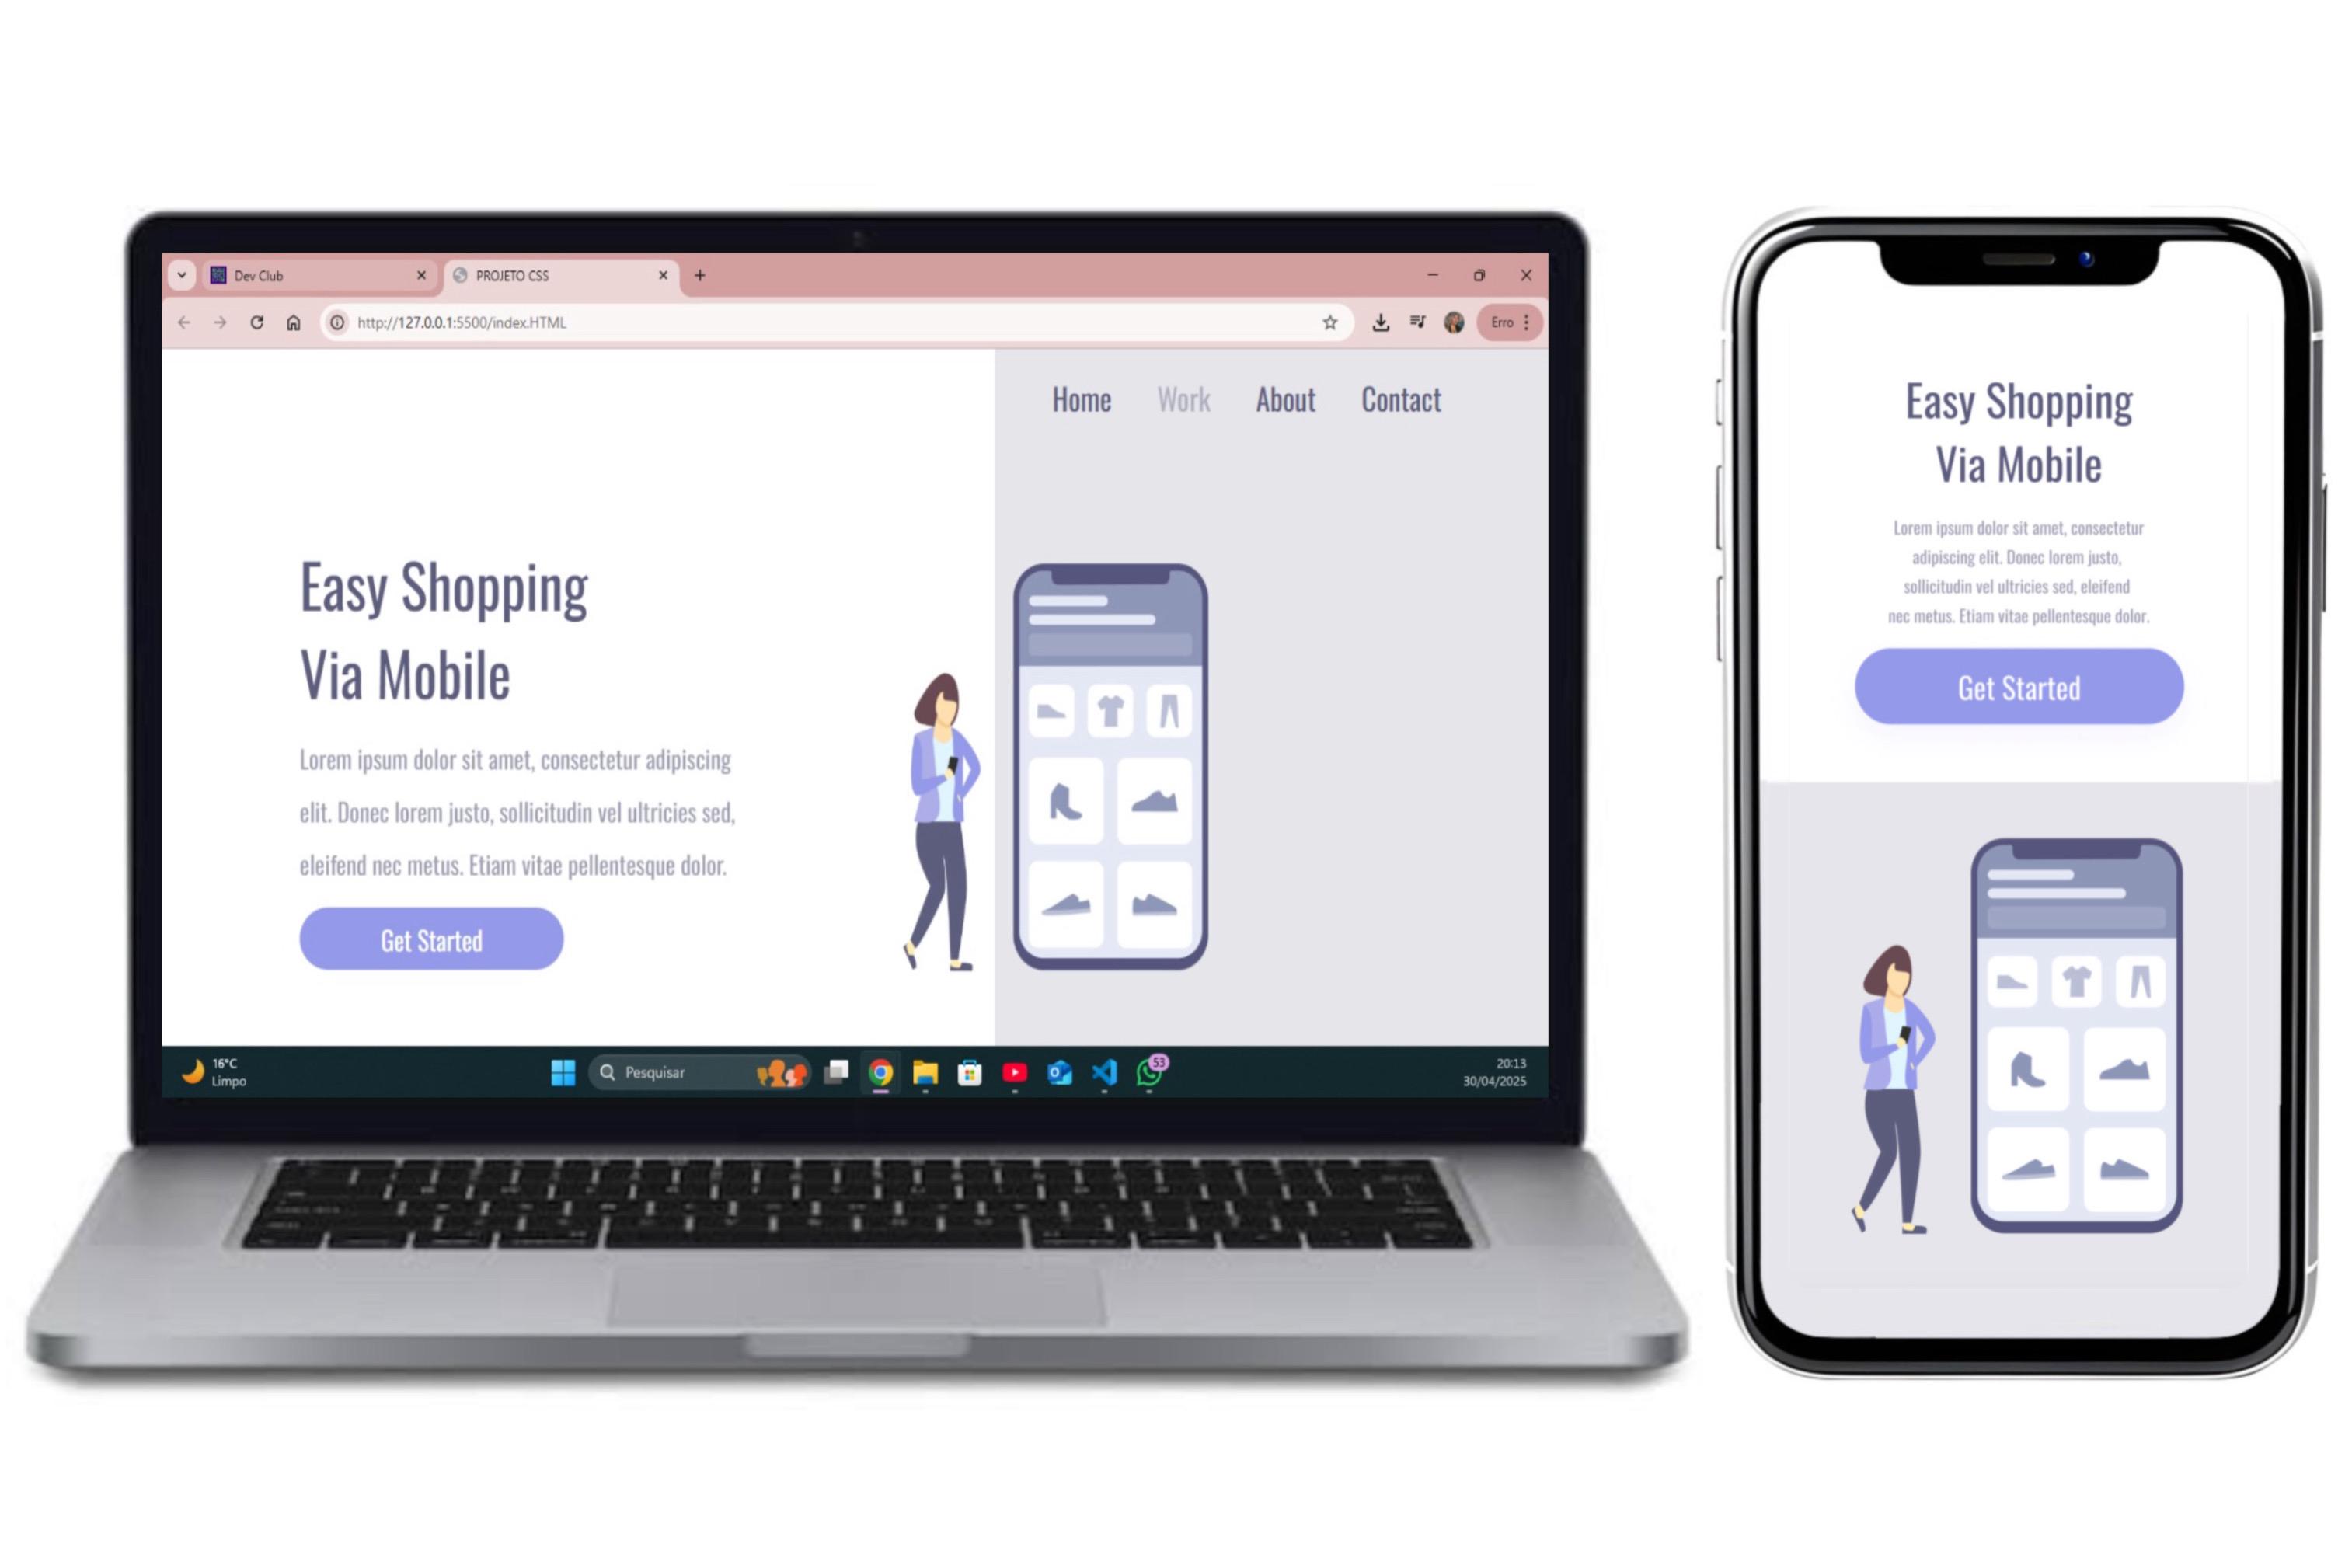 Dev Club
PROJETO CSS
http://127.0.0.1:5500/index.HTML
Erro
Home Work About Contact
Easy Shopping
Via Mobile
Lorem ipsum dolor sit amet, consectetur adipiscing
elit. Donec lorem justo, sollicitudin vel ultricies sed,
eleifend nec metus. Etiam vitae pellentesque dolor.
Get Started
16°C
Limpo
Pesquisar
53
20:13
30/04/2025
Easy Shopping
Via Mobile
Lorem ipsum dolor sit amet, consectetur
adipiscing elit. Donec lorem justo,
sollicitudin vel ultricies sed, eleifend
nec metus. Etiam vitae pellentesque dolor.
Get Started